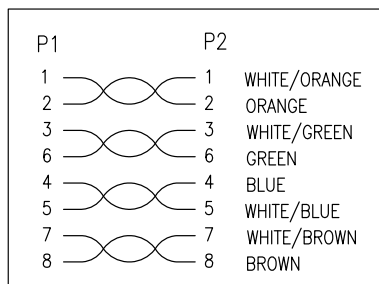 P1 P2
1 1 WHITE/ORANGE
2 2 ORANGE
3 3 WHITE/GREEN
6 6 GREEN
4 4 BLUE
5 5 WHITE/BLUE
7 7 WHITE/BROWN
8 8 BROWN